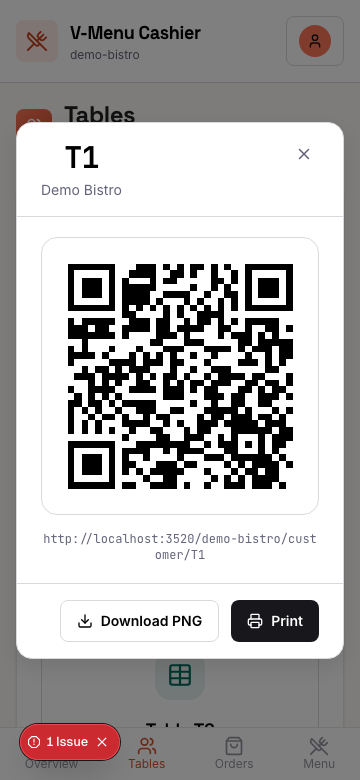 V-Menu Cashier
demo-bistro
Tables
T1
Demo Bistro
http://localhost:3520/demo-bistro/cust
omer/T1
Download PNG
Print
1 Issue
Overview
Tables
Orders
Menu